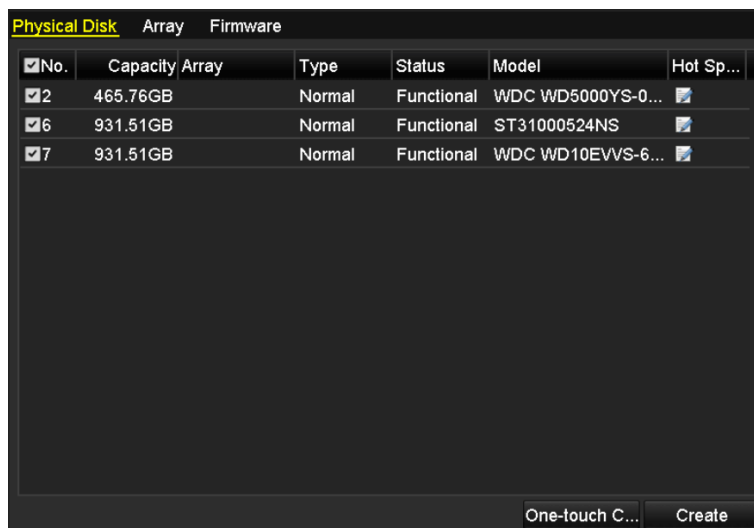 Physical Disk Array Firmware
No. Capacity Array Type Status Model Hot Sp...
2 465.76GB Normal Functional WDC WD5000YS-0...
6 931.51GB Normal Functional ST31000524NS
7 931.51GB Normal Functional WDC WD10EVVS-6...
One-touch C... Create